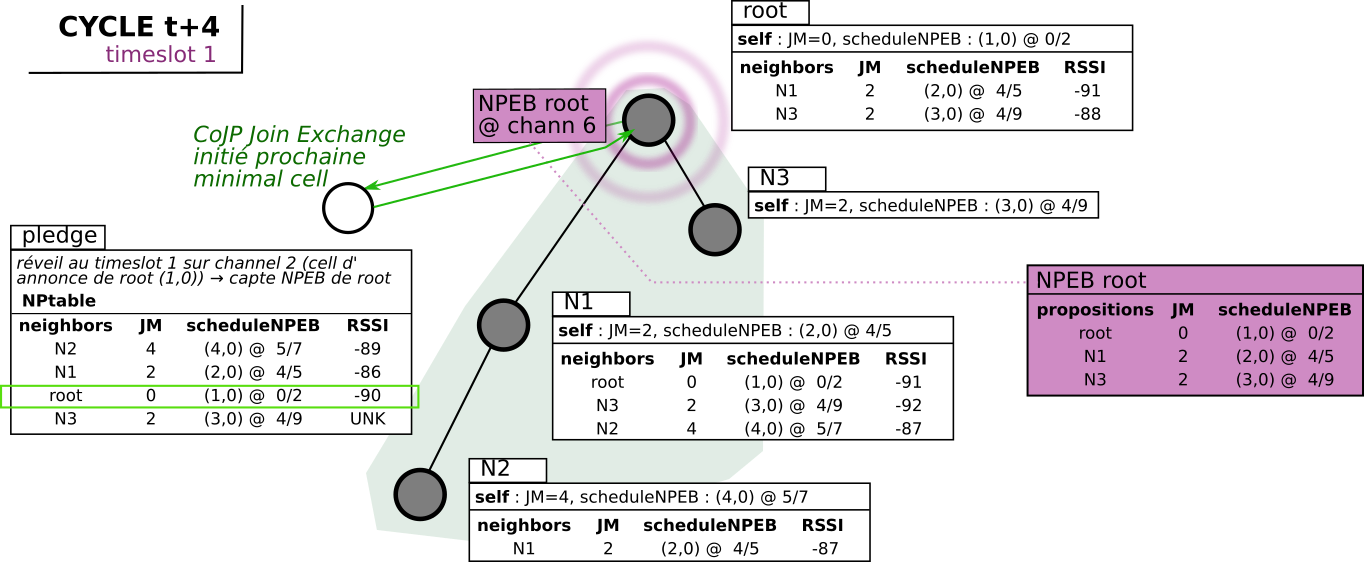 CYCLE t+4
timeslot 1
root
self : JM=0, scheduleNPEB : (1,0) @ 0/2
neighbors JM scheduleNPEB RSSI
N1 2 (2,0) @ 4/5 -91
N3 2 (3,0) @ 4/9 -88
NPEB root
@ chann 6
CoJP Join Exchange
initié prochaine
minimal cell
N3
self : JM=2, scheduleNPEB : (3,0) @ 4/9
pledge
réveil au timeslot 1 sur channel 2 (cell d'
annonce de root (1,0)) → capte NPEB de root
NPtable
neighbors JM scheduleNPEB RSSI
N2 4 (4,0) @ 5/7 -89
N1 2 (2,0) @ 4/5 -86
root 0 (1,0) @ 0/2 -90
N3 2 (3,0) @ 4/9 UNK
NPEB root
propositions JM scheduleNPEB
root 0 (1,0) @ 0/2
N1 2 (2,0) @ 4/5
N3 2 (3,0) @ 4/9
N1
self : JM=2, scheduleNPEB : (2,0) @ 4/5
neighbors JM scheduleNPEB RSSI
root 0 (1,0) @ 0/2 -91
N3 2 (3,0) @ 4/9 -92
N2 4 (4,0) @ 5/7 -87
N2
self : JM=4, scheduleNPEB : (4,0) @ 5/7
neighbors JM scheduleNPEB RSSI
N1 2 (2,0) @ 4/5 -87